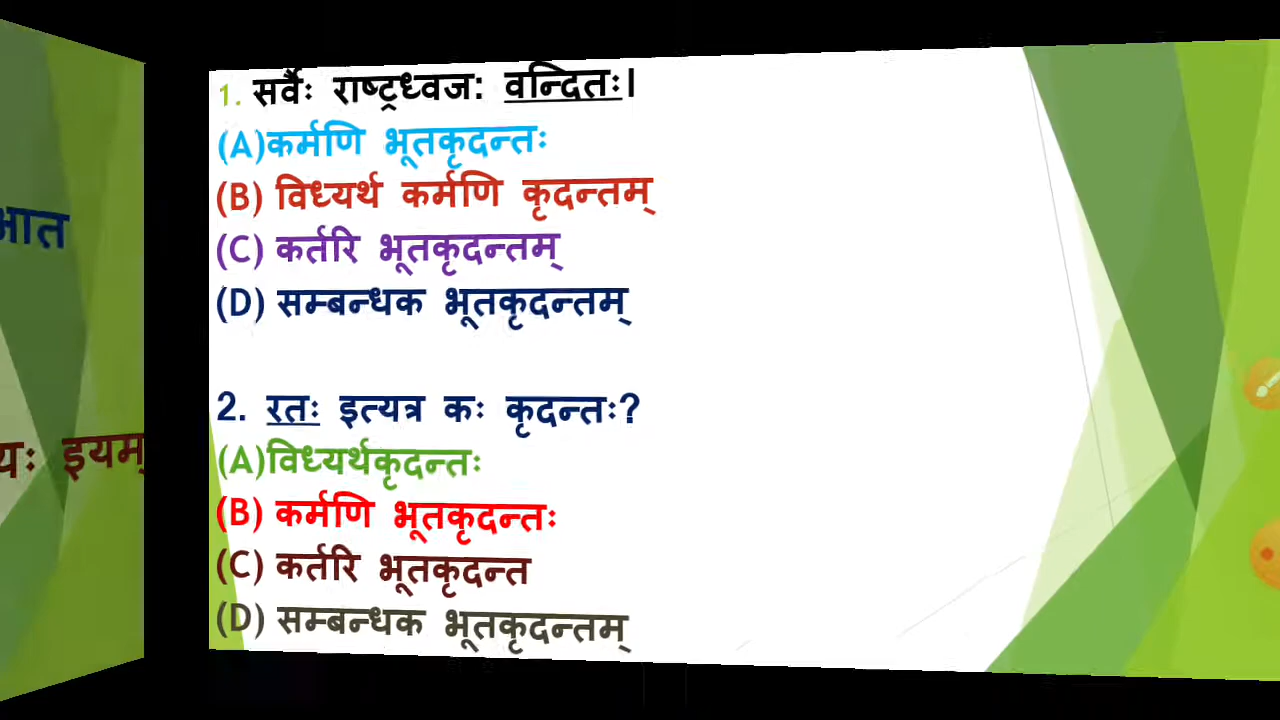 1. सर्वैः राष्ट्रध्वज: वन्दितः।
(A)कर्मणि भूतकृदन्तः
(B) विध्यर्थ कर्मणि कृदन्तम्
(C) कर्तरि भूतकृदन्तम्
(D) सम्बन्धक भूतकृदन्तम्
2. रतः इत्यत्र कः कृदन्तः?
(A)विध्यर्थकृदन्तः
(B) कर्मणि भूतकृदन्तः
(C) कर्तरि भूतकृदन्त
(D) सम्बन्धक भूतकृदन्तम्
इयम्